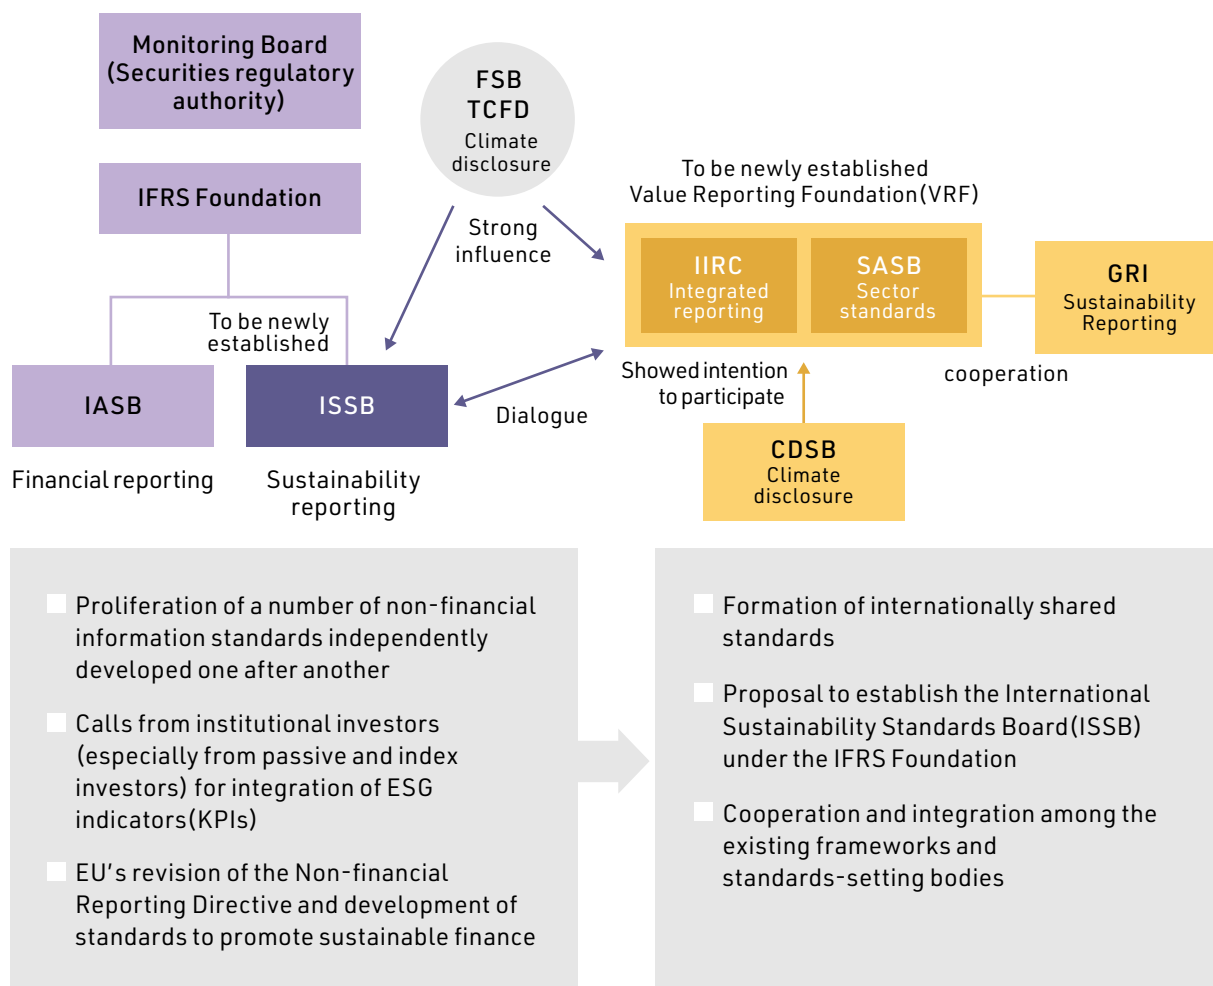 Monitoring Board
(Securities regulatory
authority)
FSB
TCFD
Climate
disclosure
IFRS Foundation
To be newly established
Value Reporting Foundation(VRF)
Strong
influence
IIRC
Integrated
reporting
SASB
Sector
standards
GRI
Sustainability
Reporting
To be newly
established
IASB
ISSB
Dialogue
Showed intention
to participate
cooperation
CDSB
Climate
disclosure
Financial reporting
Sustainability
reporting
Proliferation of a number of non-financial
information standards independently
developed one after another
Calls from institutional investors
(especially from passive and index
investors) for integration of ESG
indicators(KPIs)
EU's revision of the Non-financial
Reporting Directive and development of
standards to promote sustainable finance
Formation of internationally shared
standards
Proposal to establish the International
Sustainability Standards Board(ISSB)
under the IFRS Foundation
Cooperation and integration among the
existing frameworks and
standards-setting bodies